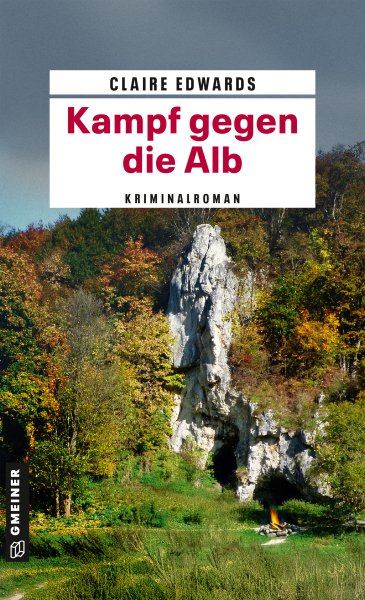 CLAIRE EDWARDS
Kampf gegen
die Alb
KRIMINALROMAN
GMEINER